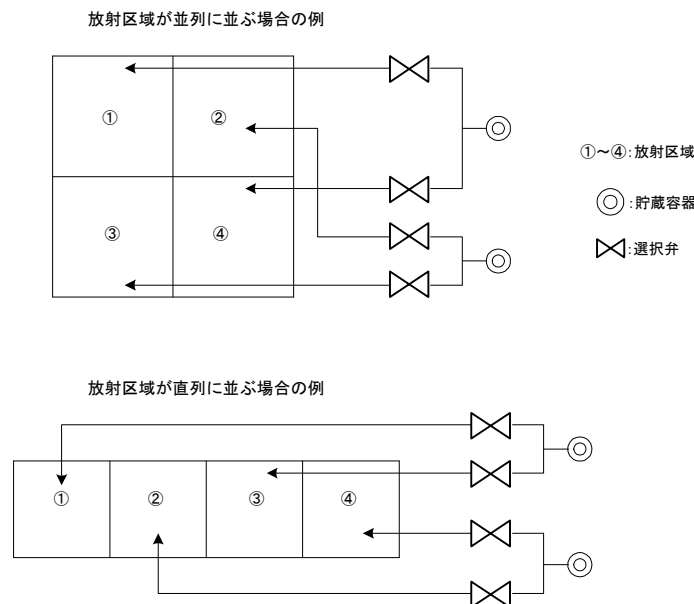 放射区域が並列に並ぶ場合の例
①
②
③
④
①～④:放射区域
:貯蔵容器
:選択弁
放射区域が直列に並ぶ場合の例
①
②
③
④